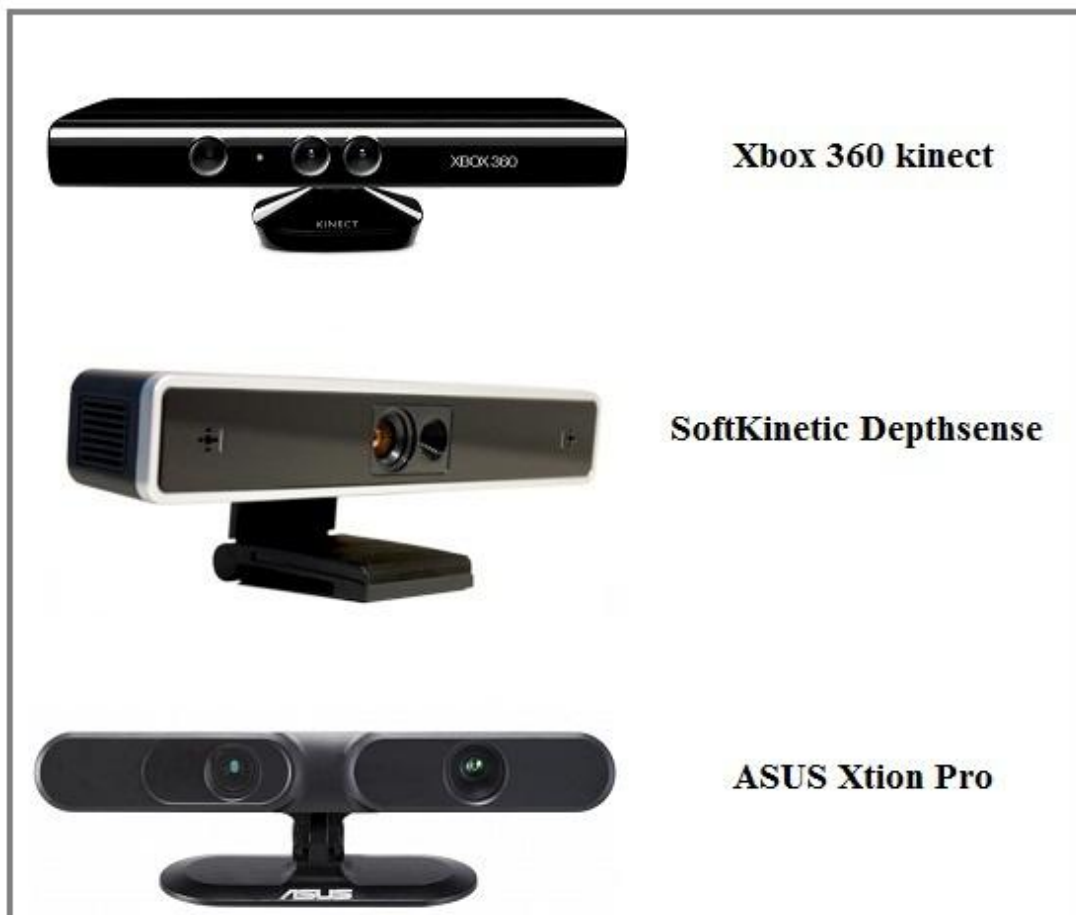 XBOX 360
KINECT
Xbox 360 kinect
SoftKinetic Depthsense
ASUS Xtion Pro
ASUS